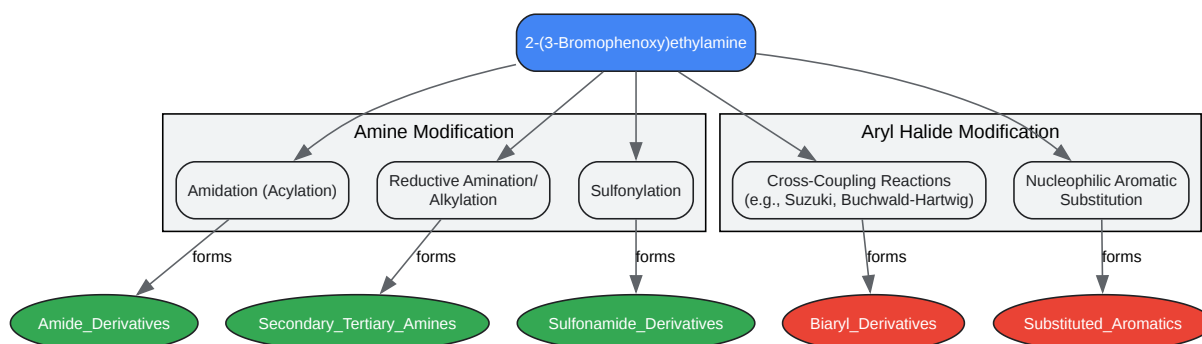 2-(3-Bromophenoxy)ethylamine
Amine Modification
Aryl Halide Modification
Amidation (Acylation)
Reductive Amination/
Alkylation
Sulfonylation
Cross-Coupling Reactions
(e.g., Suzuki, Buchwald-Hartwig)
Nucleophilic Aromatic
Substitution
forms
forms
forms
forms
forms
Amide_Derivatives
Secondary_Tertiary_Amines
Sulfonamide_Derivatives
Biaryl_Derivatives
Substituted_Aromatics